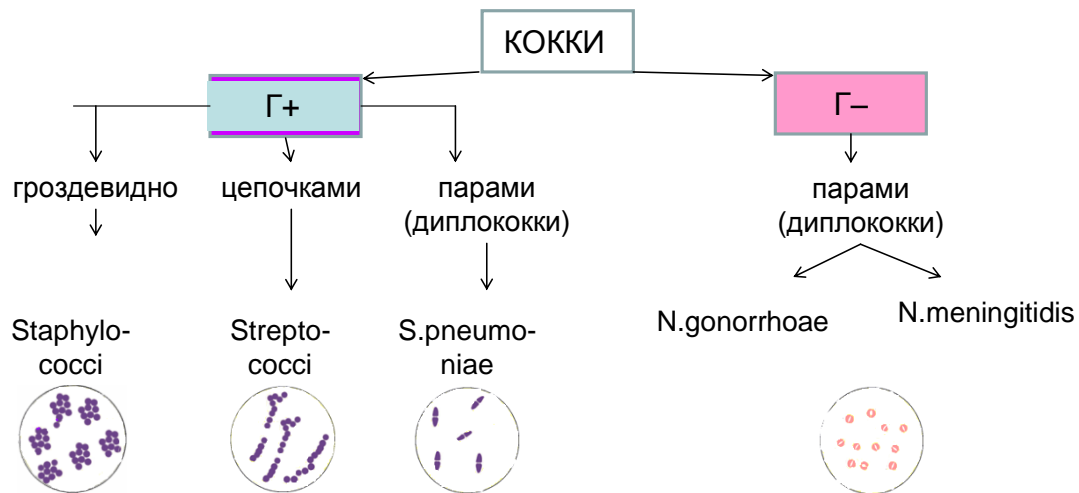 КОККИ
Г+
Г–
гроздевидно
цепочками
парами
(диплококки)
парами
(диплококки)
Staphylo-
cocci
Strepto-
cocci
S.pneumo-
niae
N.gonorrhoae
N.meningitidis